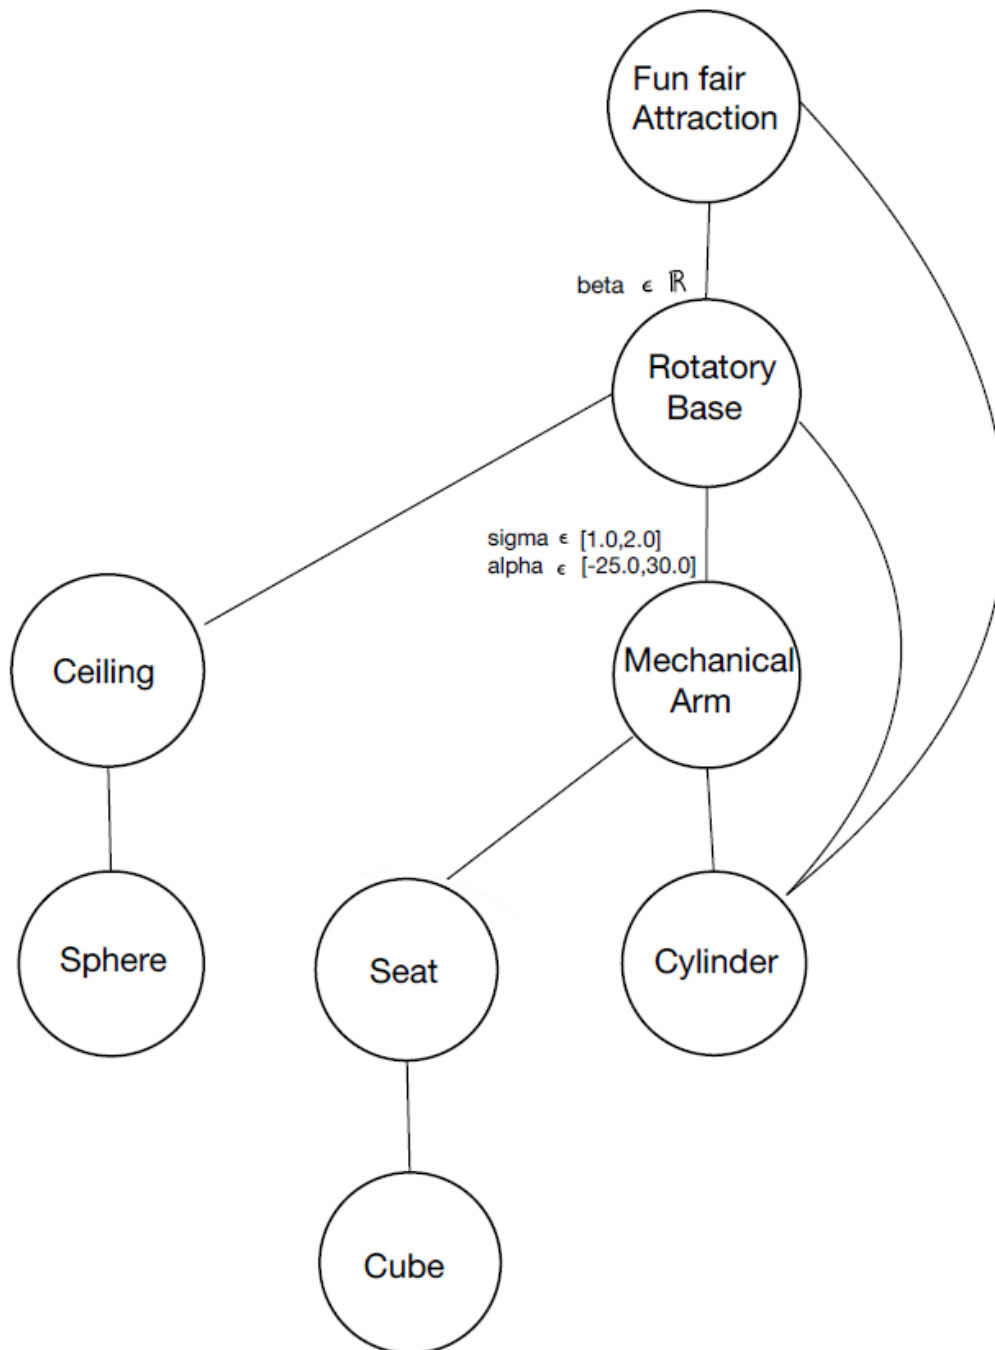 Fun fair
Attraction
beta ϵ ℝ
Rotatory
Base
sigma ϵ [1.0,2.0]
alpha ϵ [-25.0,30.0]
Ceiling
Mechanical
Arm
Sphere
Seat
Cylinder
Cube